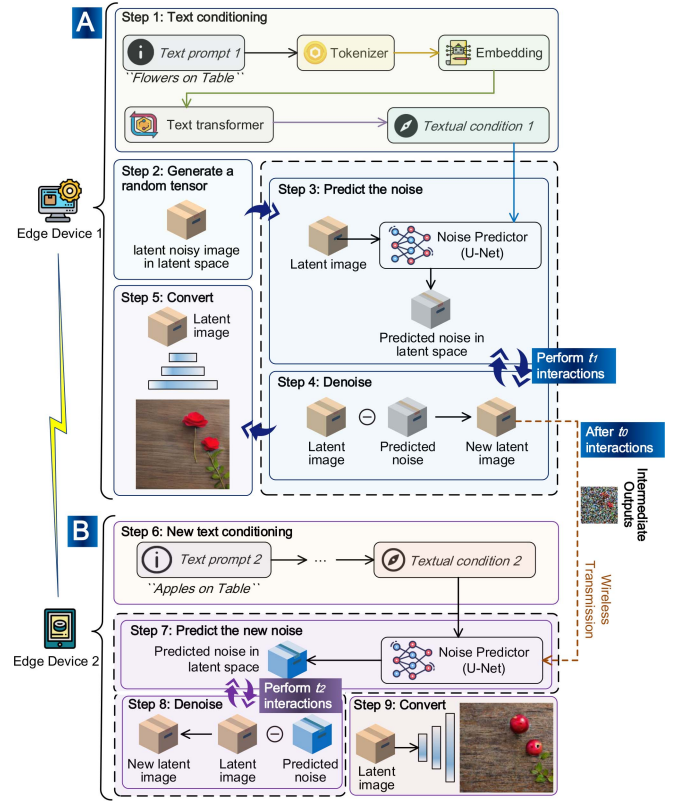 A
Step 1: Text conditioning
Text prompt 1
Tokenizer
Embedding
``Flowers on Table``
Text transformer
Textual condition 1
Edge Device 1
Step 2: Generate a
random tensor
latent noisy image
in latent space
Step 3: Predict the noise
Latent image
Noise Predictor
(U-Net)
Predicted noise in
latent space
Step 5: Convert
Latent
image
Perform t1
interactions
Step 4: Denoise
Latent
image
Predicted
noise
New latent
image
After t0
interactions
Intermediate
Outputs
Wireless
Transmission
B
Step 6: New text conditioning
Text prompt 2
...
Textual condition 2
``Apples on Table``
Edge Device 2
Step 7: Predict the new noise
Predicted noise in
latent space
Noise Predictor
(U-Net)
Perform t2
interactions
Step 8: Denoise
New latent
image
Latent
image
Predicted
noise
Step 9: Convert
Latent
image